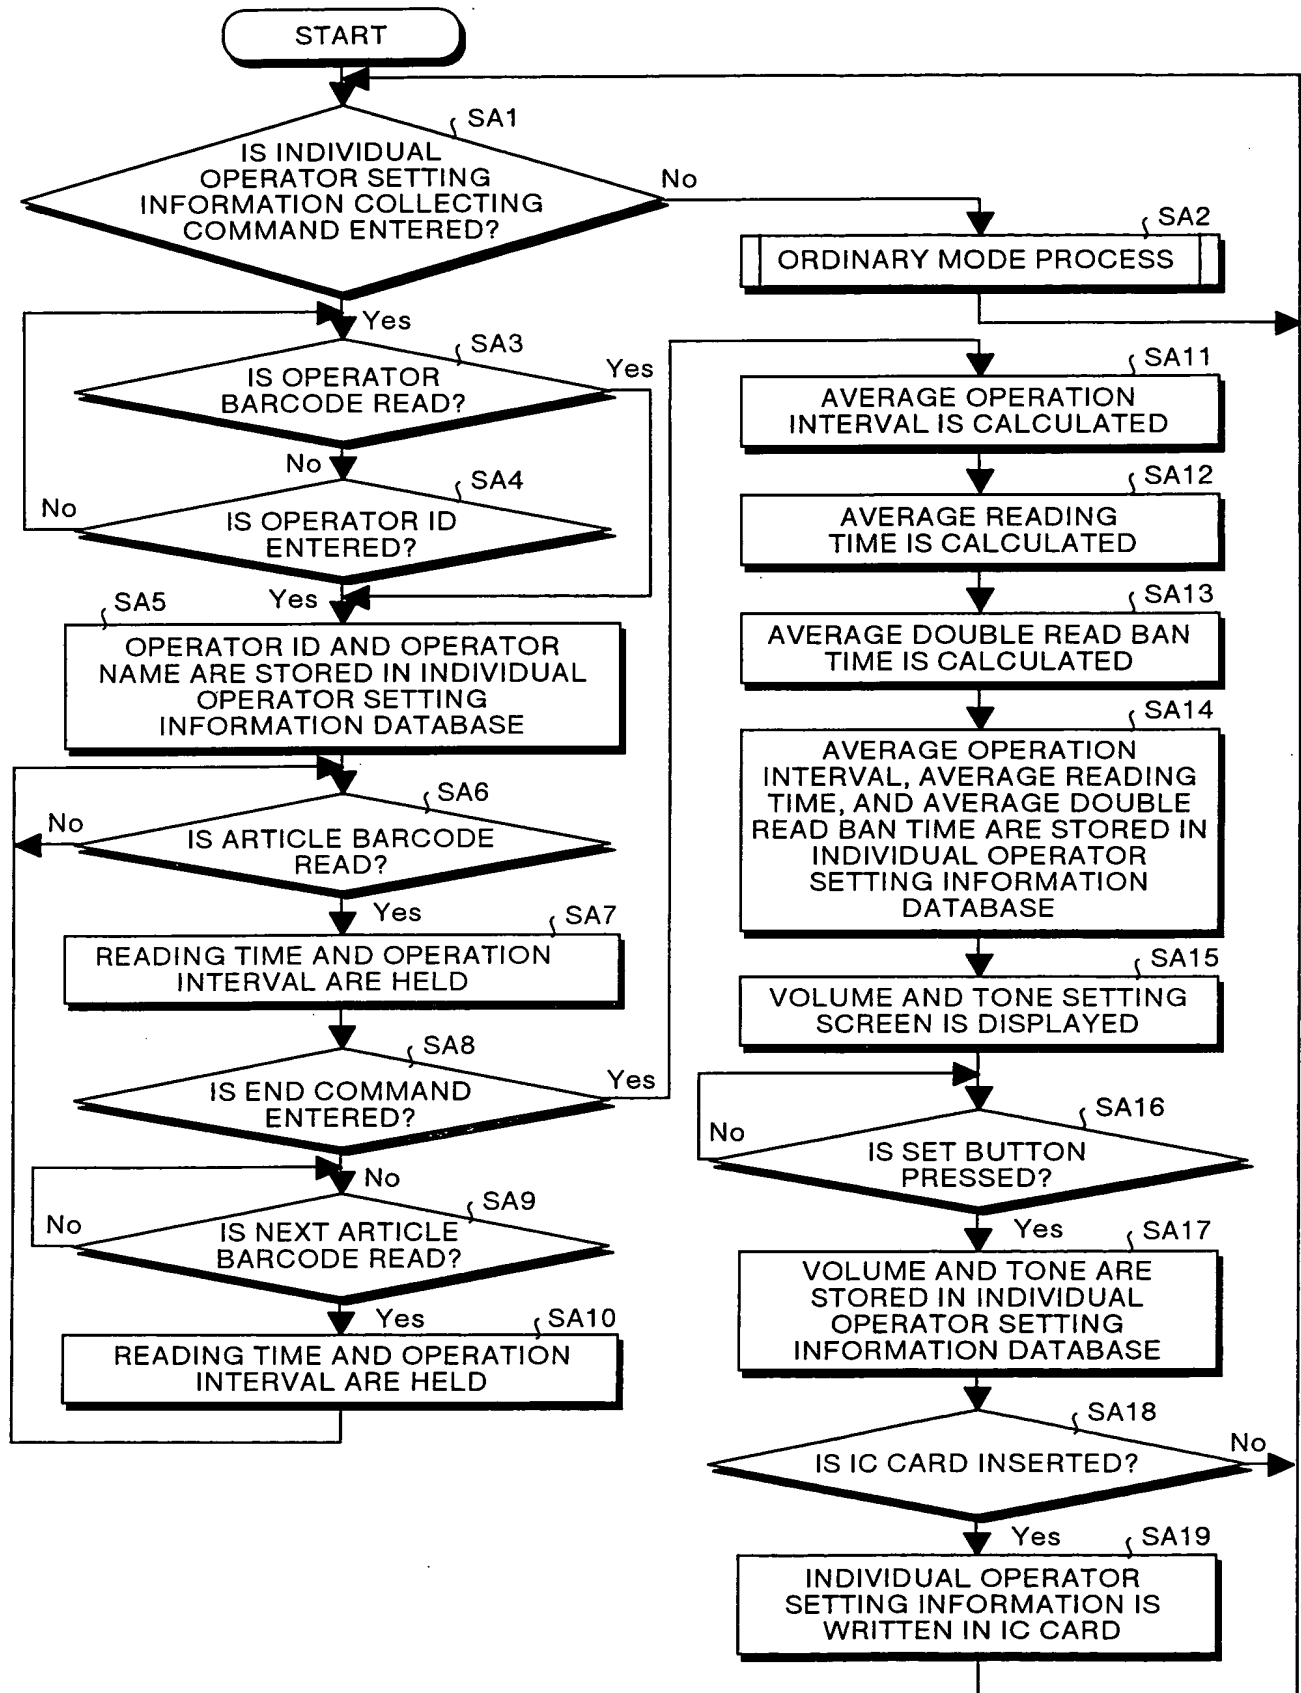 START
SA1
IS INDIVIDUAL
OPERATOR SETTING
INFORMATION COLLECTING
COMMAND ENTERED?
No
Yes
SA2
ORDINARY MODE PROCESS
SA3
IS OPERATOR
BARCODE READ?
Yes
No
SA4
IS OPERATOR ID
ENTERED?
No
Yes
SA5
OPERATOR ID AND OPERATOR
NAME ARE STORED IN INDIVIDUAL
OPERATOR SETTING
INFORMATION DATABASE
SA6
IS ARTICLE BARCODE
READ?
No
Yes
SA7
READING TIME AND OPERATION
INTERVAL ARE HELD
SA8
IS END COMMAND
ENTERED?
Yes
No
SA9
IS NEXT ARTICLE
BARCODE READ?
No
Yes
SA10
READING TIME AND OPERATION
INTERVAL ARE HELD
SA11
AVERAGE OPERATION
INTERVAL IS CALCULATED
SA12
AVERAGE READING
TIME IS CALCULATED
SA13
AVERAGE DOUBLE READ BAN
TIME IS CALCULATED
SA14
AVERAGE OPERATION
INTERVAL, AVERAGE READING
TIME, AND AVERAGE DOUBLE
READ BAN TIME ARE STORED IN
INDIVIDUAL OPERATOR
SETTING INFORMATION
DATABASE
SA15
VOLUME AND TONE SETTING
SCREEN IS DISPLAYED
SA16
IS SET BUTTON
PRESSED?
No
Yes
SA17
VOLUME AND TONE ARE
STORED IN INDIVIDUAL
OPERATOR SETTING
INFORMATION DATABASE
SA18
IS IC CARD INSERTED?
No
Yes
SA19
INDIVIDUAL OPERATOR
SETTING INFORMATION IS
WRITTEN IN IC CARD